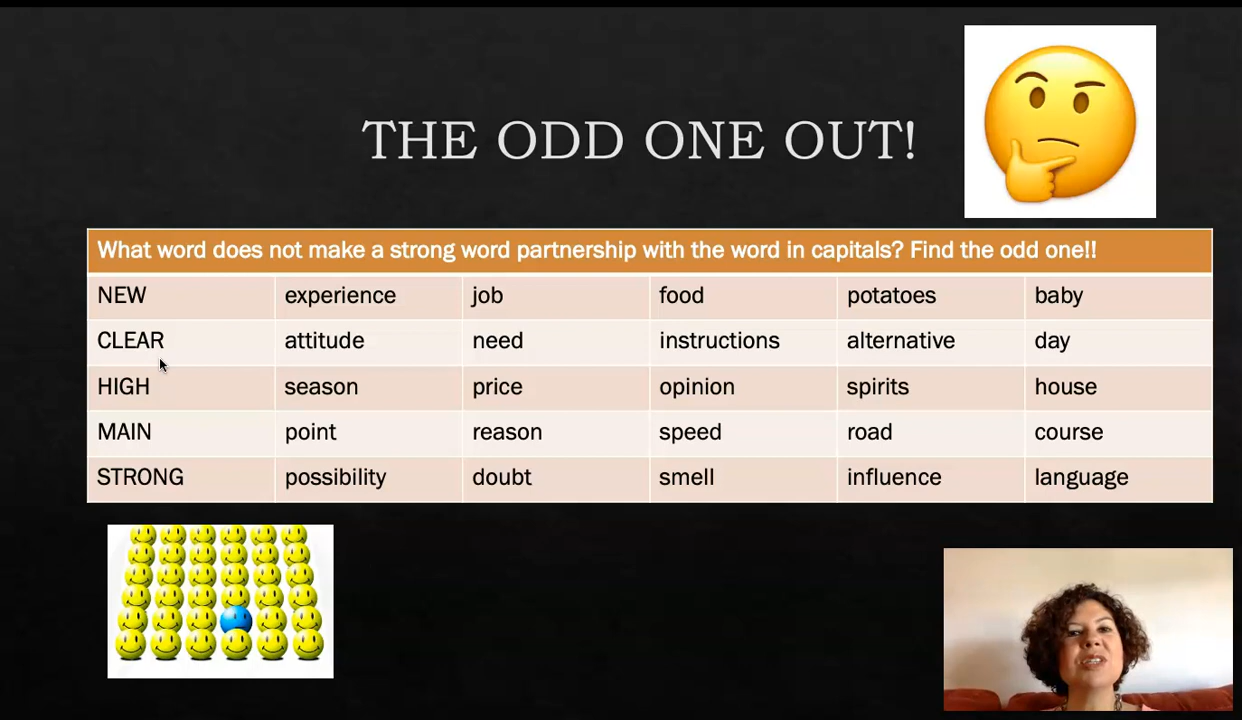 THE ODD ONE OUT!
What word does not make a strong word partnership with the word in capitals? Find the odd one!!
NEW experience job food potatoes baby
CLEAR attitude need instructions alternative day
HIGH season price opinion spirits house
MAIN point reason speed road course
STRONG possibility doubt smell influence language